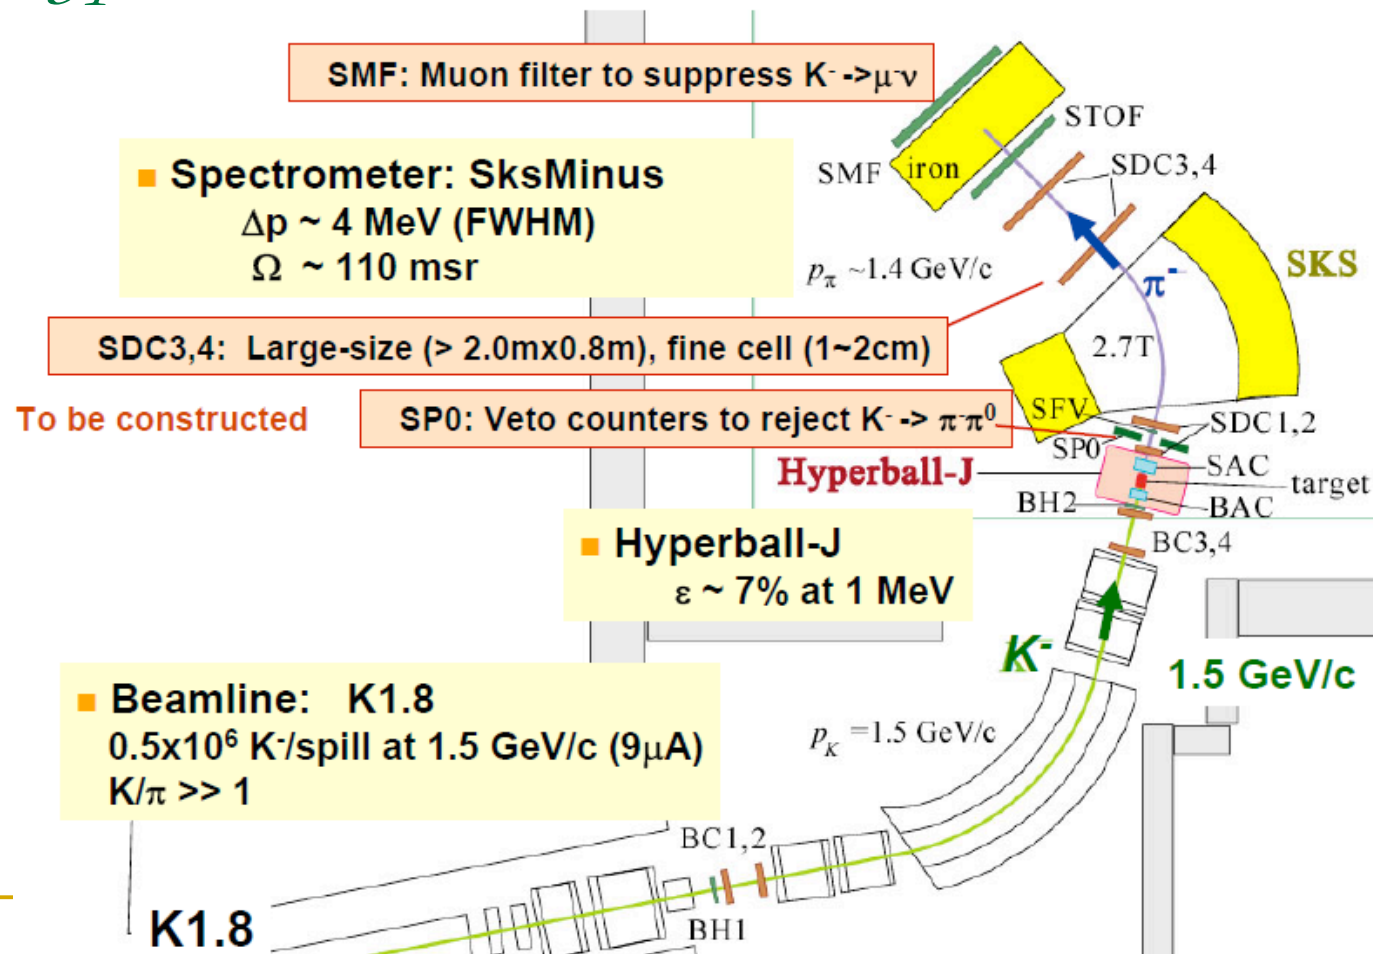 SMF: Muon filter to suppress K⁻ ->μ⁻ν
STOF
SMF
iron
SDC3,4
■ Spectrometer: SksMinus
Δp ~ 4 MeV (FWHM)
Ω ~ 110 msr
pπ ~1.4 GeV/c
π⁻
SKS
SDC3,4: Large-size (> 2.0mx0.8m), fine cell (1~2cm)
2.7T
To be constructed
SP0: Veto counters to reject K⁻ -> π⁻π⁰
SFV
SDC1,2
SP0
Hyperball-J
SAC
target
BH2
BAC
BC3,4
■ Hyperball-J
ε ~ 7% at 1 MeV
K⁻
1.5 GeV/c
■ Beamline: K1.8
0.5x10⁶ K⁻/spill at 1.5 GeV/c (9μA)
K/π >> 1
pK =1.5 GeV/c
BC1,2
BH1
K1.8